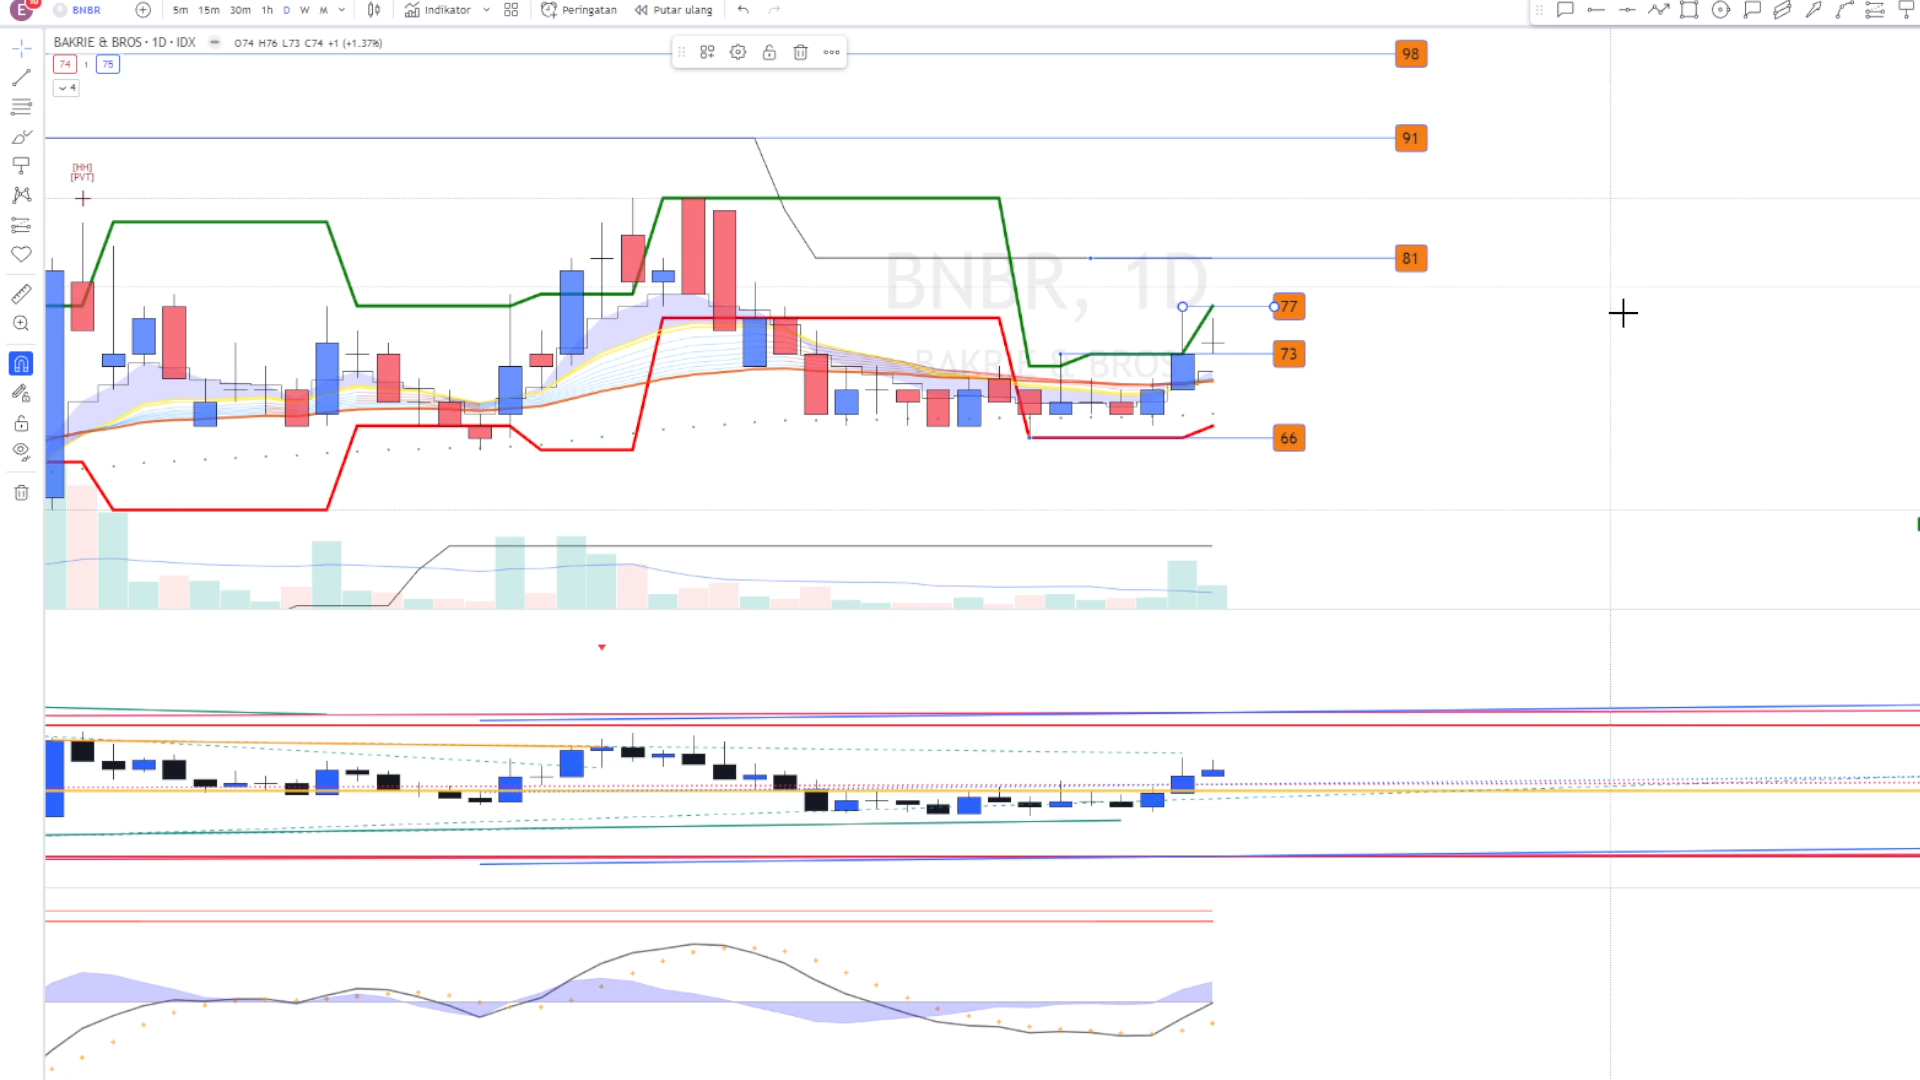 E 10 BNBR 5m 15m 30m 1h D W M Indikator Peringatan Putar ulang
BAKRIE & BROS · 1D · IDX O74 H76 L73 C74 +1 (+1.37%)
74 1 75
4
98
91
[HH]
[PVT]
BNBR, 1D
81
77
BAKRIE & BROS
73
66